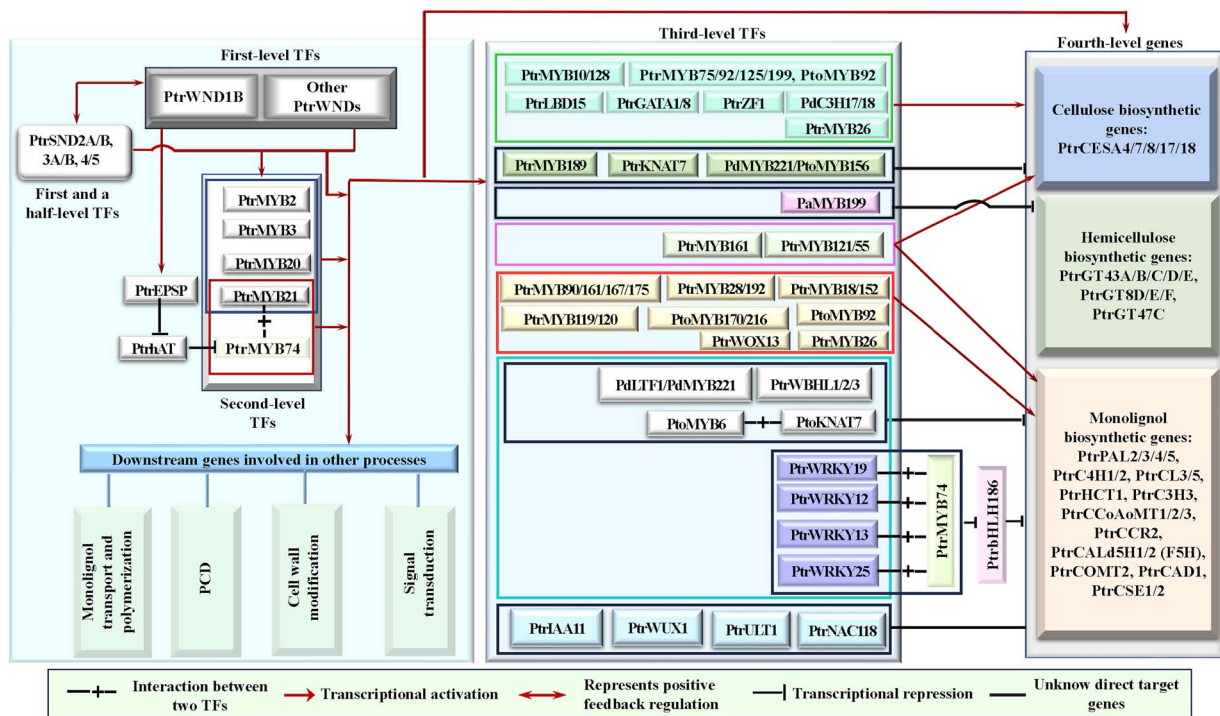 First-level TFs
PtrWND1B
Other
PtrWNDs
PtrSND2A/B,
3A/B, 4/5
First and a
half-level TFs
PtrMYB2
PtrMYB3
PtrMYB20
PtrMYB21
PtrMYB74
PtrEPSP
PtrhAT
Second-level
TFs
Downstream genes involved in other processes
Monolignol
transport and
polymerization
PCD
Cell wall
modification
Signal
transduction
Third-level TFs
PtrMYB10/128
PtrMYB75/92/125/199, PtoMYB92
PtrLBD15
PtrGATA1/8
PtrZF1
PdC3H17/18
PtrMYB26
PtrMYB189
PtrKNAT7
PdMYB221/PtoMYB156
PaMYB199
PtrMYB161
PtrMYB121/55
PtrMYB90/161/167/175
PtrMYB28/192
PtrMYB18/152
PtrMYB119/120
PtoMYB170/216
PtoMYB92
PtrWOX13
PtrMYB26
PdLTF1/PdMYB221
PtrWBHL1/2/3
PtoMYB6
PtoKNAT7
PtrWRKY19
PtrWRKY12
PtrWRKY13
PtrWRKY25
PtrMYB74
PtrbHLH186
PtrIAA11
PtrWUX1
PtrULT1
PtrNAC118
Fourth-level genes
Cellulose biosynthetic
genes:
PtrCESA4/7/8/17/18
Hemicellulose
biosynthetic genes:
PtrGT43A/B/C/D/E,
PtrGT8D/E/F,
PtrGT47C
Monolignol
biosynthetic genes:
PtrPAL2/3/4/5,
PtrC4H1/2, PtrCL3/5,
PtrHCT1, PtrC3H3,
PtrCCoAoMT1/2/3,
PtrCCR2,
PtrCALd5H1/2 (F5H),
PtrCOMT2, PtrCAD1,
PtrCSE1/2
Interaction between
two TFs
Transcriptional activation
Represents positive
feedback regulation
Transcriptional repression
Unknow direct target
genes